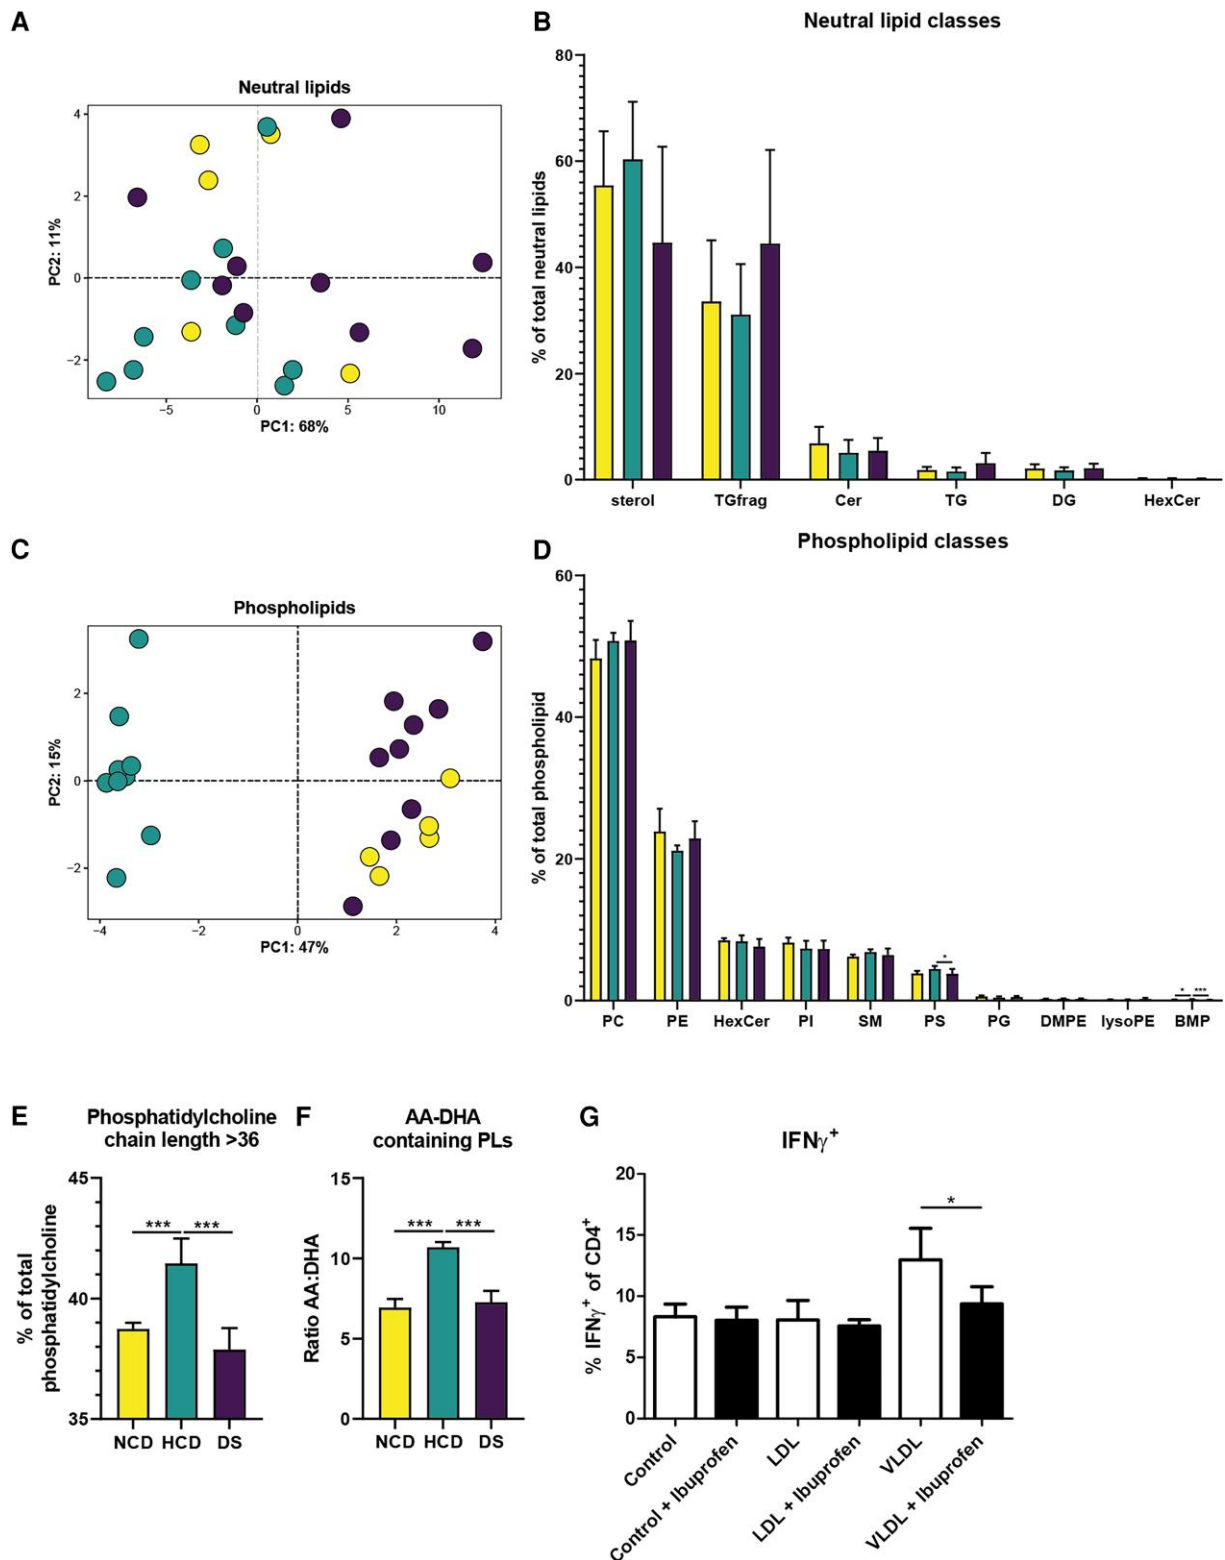 A
Neutral lipids
4
2
0
−2
PC2: 11%
−5
0
5
10
PC1: 68%
B
Neutral lipid classes
80
60
40
20
0
% of total neutral lipids
sterol
TGfrag
Cer
TG
DG
HexCer
C
Phospholipids
2
0
−2
PC2: 15%
−4
−2
0
2
4
PC1: 47%
D
Phospholipid classes
60
40
20
0
% of total phospholipid
*
* ***
PC
PE
HexCer
PI
SM
PS
PG
DMPE
lysoPE
BMP
E
Phosphatidylcholine
chain length >36
45
40
35
% of total
phosphatidylcholine
*** ***
NCD HCD DS
F
AA-DHA
containing PLs
15
10
5
0
Ratio AA:DHA
*** ***
NCD HCD DS
G
IFNγ+
20
15
10
5
0
% IFNγ+ of CD4+
*
Control
Control + Ibuprofen
LDL
LDL + Ibuprofen
VLDL
VLDL + Ibuprofen